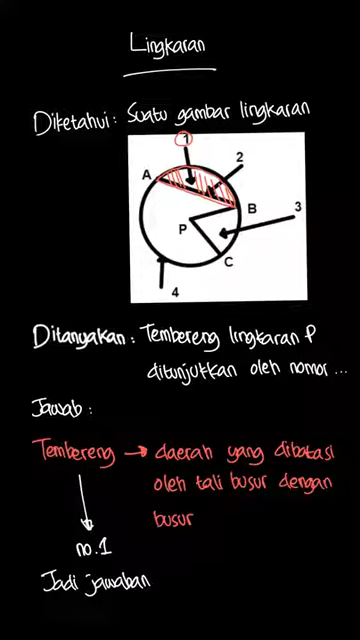 Lingkaran
Diketahui: Suatu gambar lingkaran
1
2
A
B
3
P
C
4
Ditanyakan: Tembereng lingkaran P
ditunjukkan oleh nomor ...
Jawab :
Tembereng → daerah yang dibatasi
oleh tali busur dengan
busur
no.1
Jadi jawaban